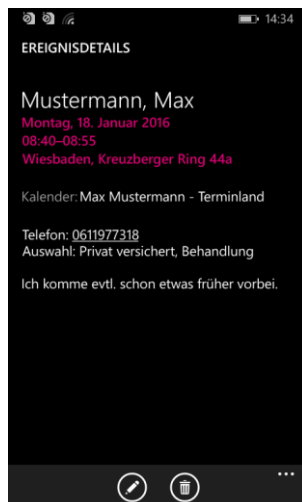 14:34
EREIGNISDETAILS
Mustermann, Max
Montag, 18. Januar 2016
08:40–08:55
Wiesbaden, Kreuzberger Ring 44a
Kalender: Max Mustermann - Terminland
Telefon: 0611977318
Auswahl: Privat versichert, Behandlung
Ich komme evtl. schon etwas früher vorbei.